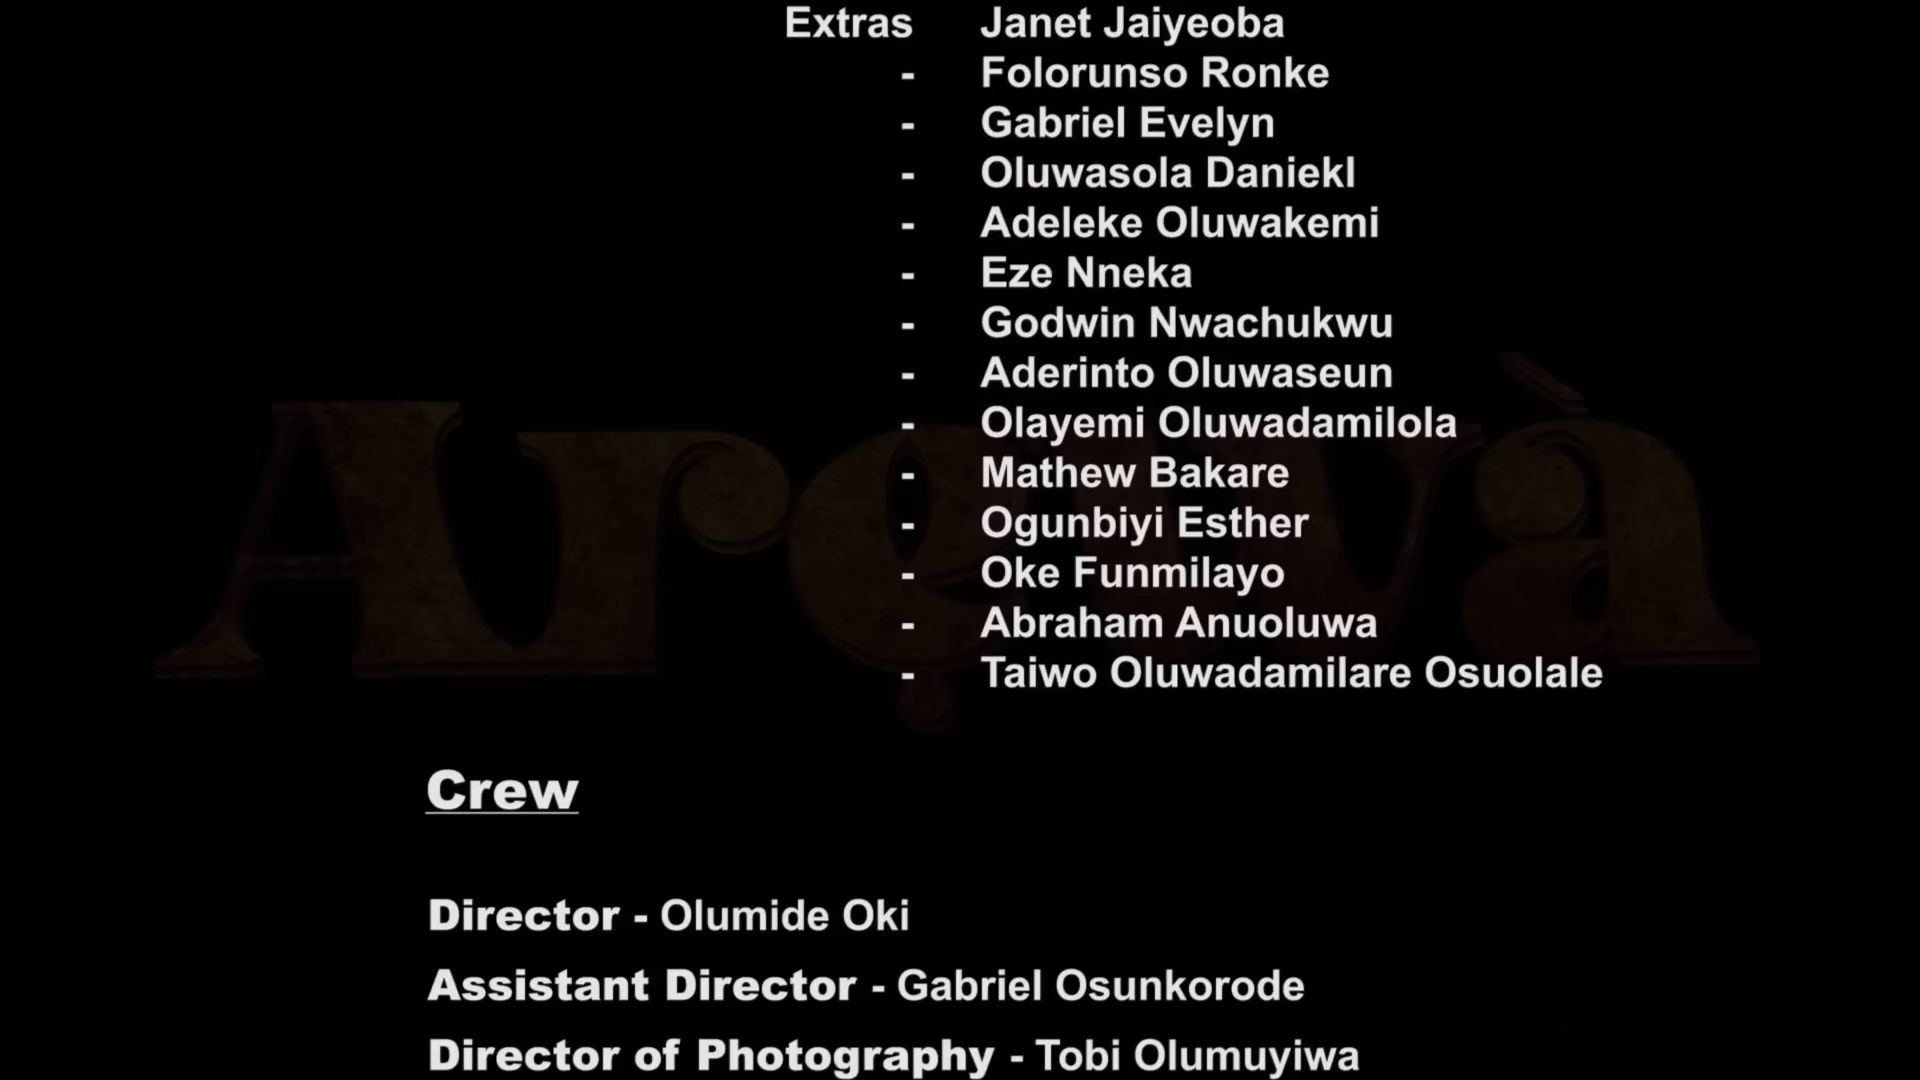 Extras Janet Jaiyeoba
- Folorunso Ronke
- Gabriel Evelyn
- Oluwasola Daniekl
- Adeleke Oluwakemi
- Eze Nneka
- Godwin Nwachukwu
- Aderinto Oluwaseun
- Olayemi Oluwadamilola
- Mathew Bakare
- Ogunbiyi Esther
- Oke Funmilayo
- Abraham Anuoluwa
- Taiwo Oluwadamilare Osuolale
Arẹwà
Crew
Director - Olumide Oki
Assistant Director - Gabriel Osunkorode
Director of Photography - Tobi Olumuyiwa